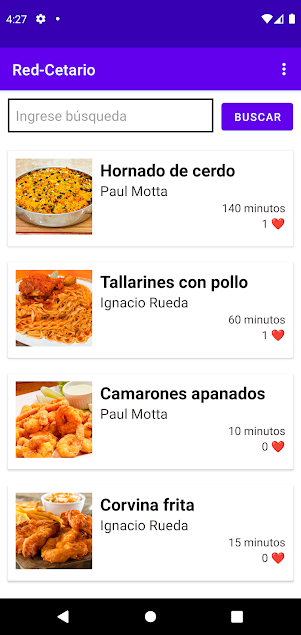 4:27
Red-Cetario
Ingrese búsqueda
BUSCAR
Hornado de cerdo
Paul Motta
140 minutos
1 ❤️
Tallarines con pollo
Ignacio Rueda
60 minutos
1 ❤️
Camarones apanados
Paul Motta
10 minutos
0 ❤️
Corvina frita
Ignacio Rueda
15 minutos
0 ❤️